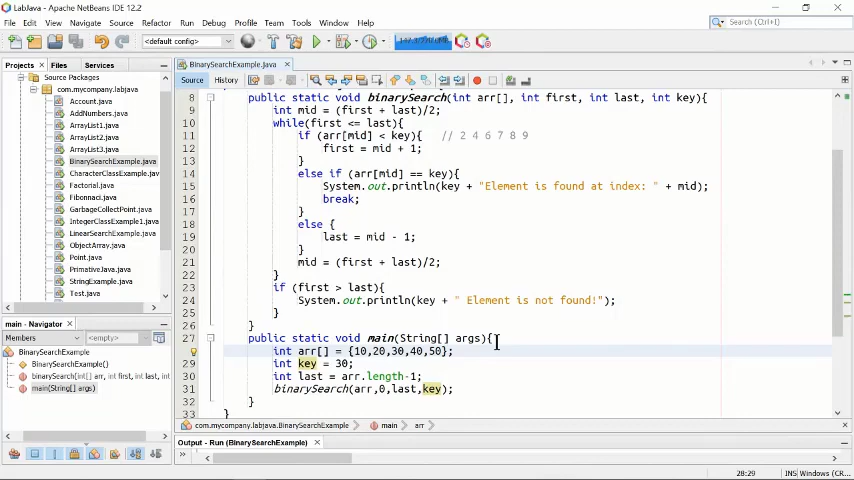 LabJava - Apache NetBeans IDE 12.2
File Edit View Navigate Source Refactor Run Debug Profile Team Tools Window Help
Search (Ctrl+I)
<default config>
Projects Files Services
BinarySearchExample.java
Source History
Source Packages
com.mycompany.labjava
Account.java
AddNumbers.java
ArrayList1.java
ArrayList2.java
ArrayList3.java
BinarySearchExample.java
CharacterClassExample.java
Factorial.java
Fibonnaci.java
GarbageCollectPoint.java
IntegerClassExample1.java
LinearSearchExample.java
ObjectArray.java
Point.java
PrimativeJava.java
StringExample.java
Test.java
main - Navigator
Members <empty>
BinarySearchExample
BinarySearchExample()
binarySearch(int[] arr, int first, int last, int
main(String[] args)
8 public static void binarySearch(int arr[], int first, int last, int key){
9 int mid = (first + last)/2;
10 while(first <= last){
11 if (arr[mid] < key){ // 2 4 6 7 8 9
12 first = mid + 1;
13 }
14 else if (arr[mid] == key){
15 System.out.println(key + "Element is found at index: " + mid);
16 break;
17 }
18 else {
19 last = mid - 1;
20 }
21 mid = (first + last)/2;
22 }
23 if (first > last){
24 System.out.println(key + " Element is not found!");
25 }
26 }
27 public static void main(String[] args){
int arr[] = {10,20,30,40,50};
29 int key = 30;
30 int last = arr.length-1;
31 binarySearch(arr,0,last,key);
32 }
33 }
com.mycompany.labjava.BinarySearchExample main arr
Output - Run (BinarySearchExample)
28:29 INS Windows (CRLF)